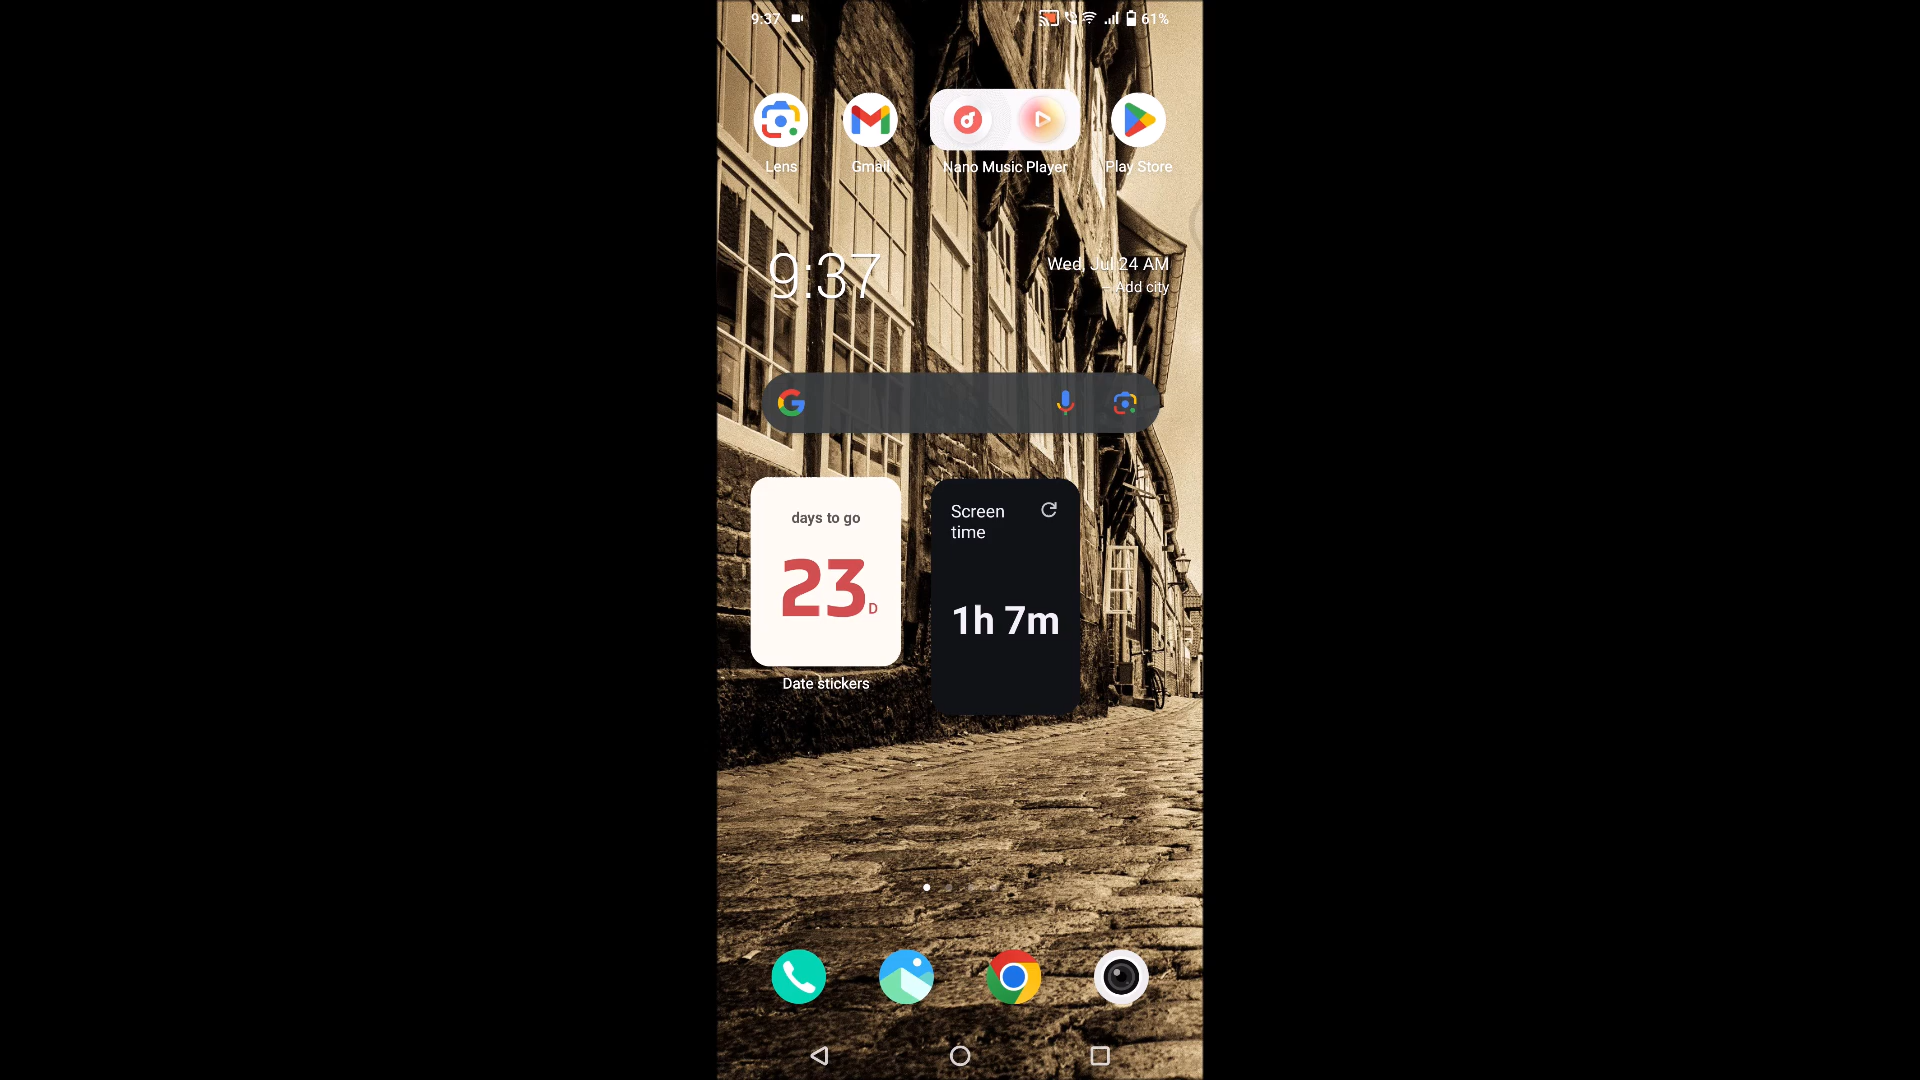 9:37
61%
Lens
Gmail
Nano Music Player
Play Store
9:37
Wed, Jul 24 AM
Add city
days to go
23 D
Date stickers
Screen
time
1h 7m